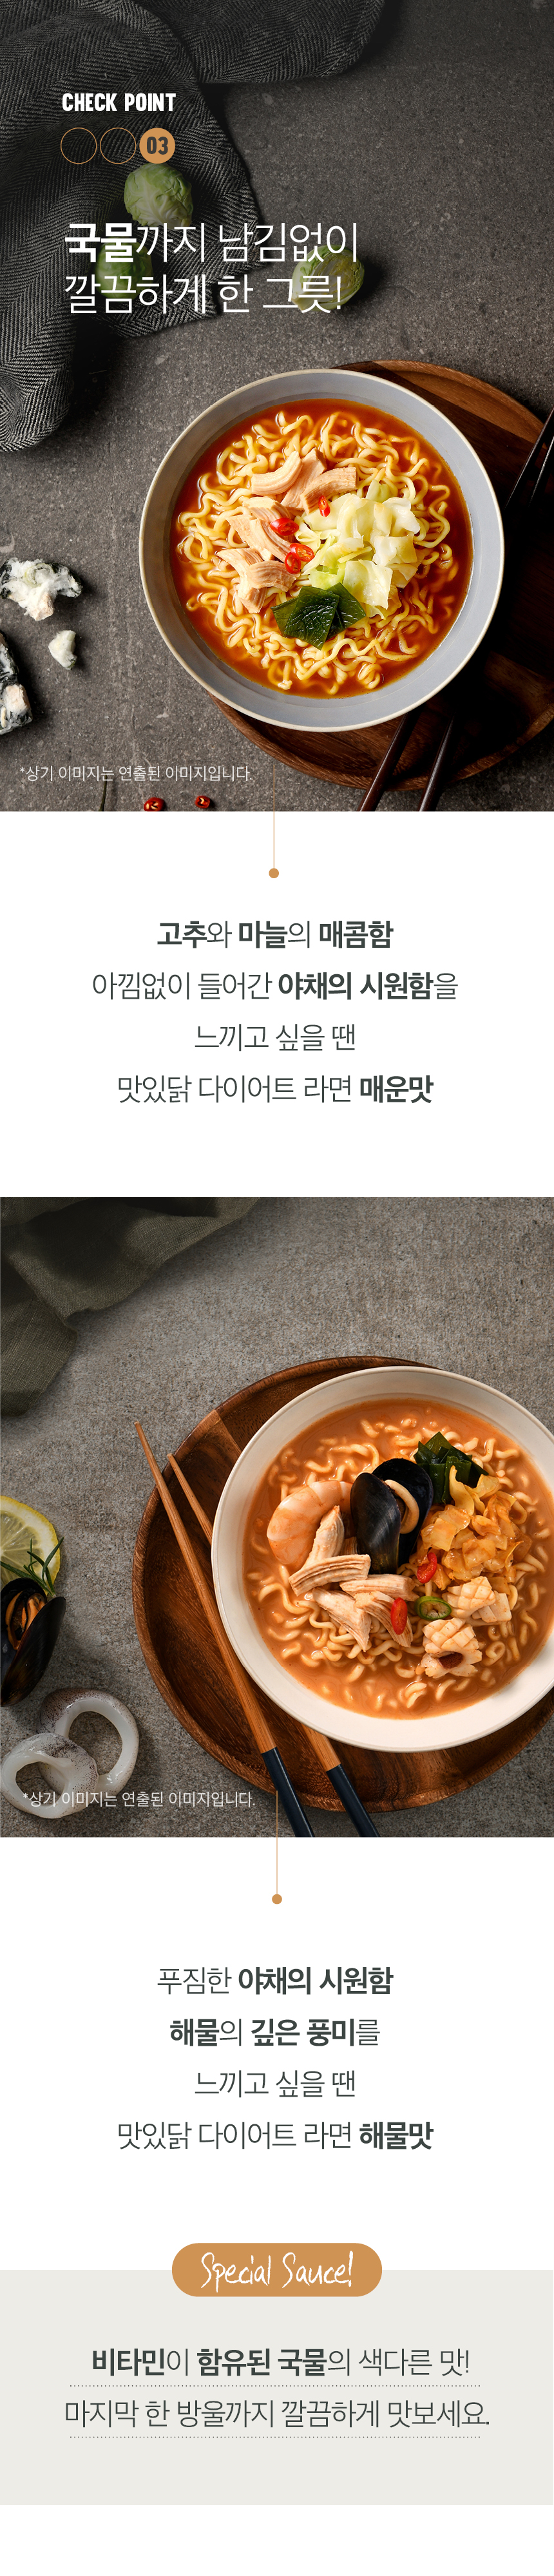 CHECK POINT
03
국물까지 남김없이
깔끔하게 한 그릇!
*상기 이미지는 연출된 이미지입니다.
고추와 마늘의 매콤함
아낌없이 들어간 야채의 시원함을
느끼고 싶을 땐
맛있닭 다이어트 라면 매운맛
*상기 이미지는 연출된 이미지입니다.
푸짐한 야채의 시원함
해물의 깊은 풍미를
느끼고 싶을 땐
맛있닭 다이어트 라면 해물맛
Special Sauce!
비타민이 함유된 국물의 색다른 맛!
마지막 한 방울까지 깔끔하게 맛보세요.